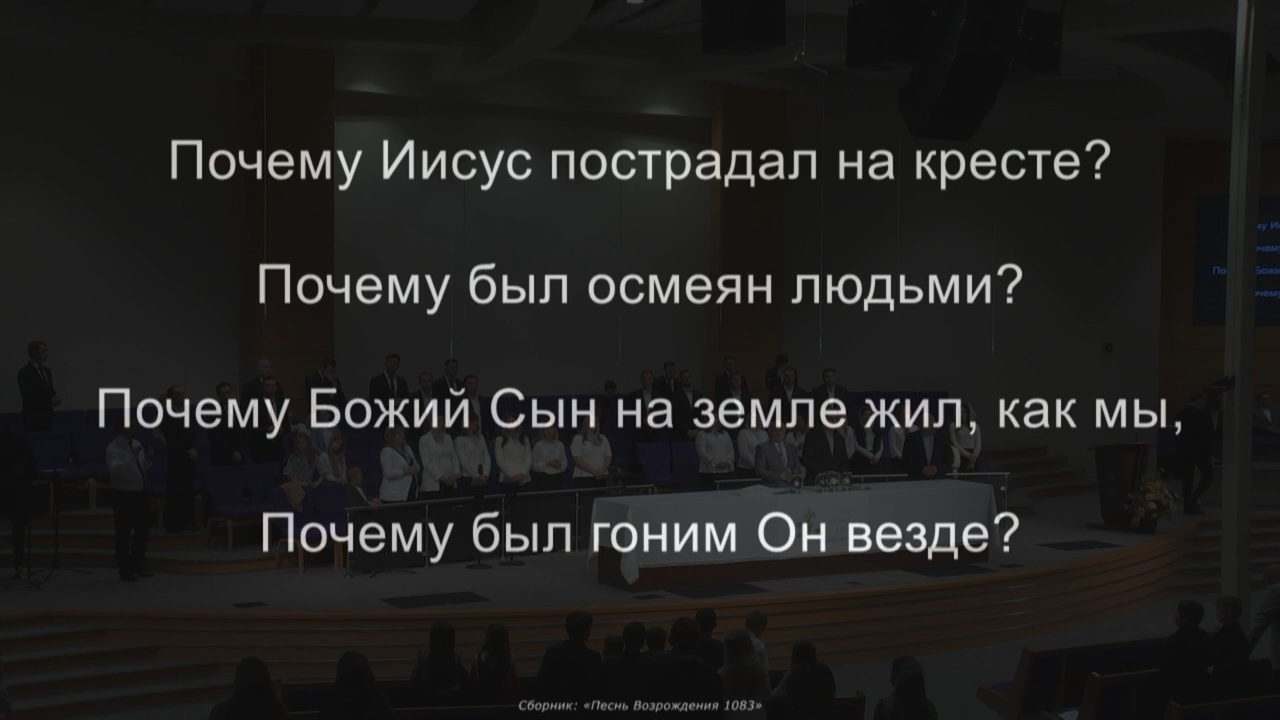 Почему Иисус пострадал на кресте?
Почему был осмеян людьми?
Почему Божий Сын на земле жил, как мы,
Почему был гоним Он везде?
Сборник: «Песнь Возрождения 1083»